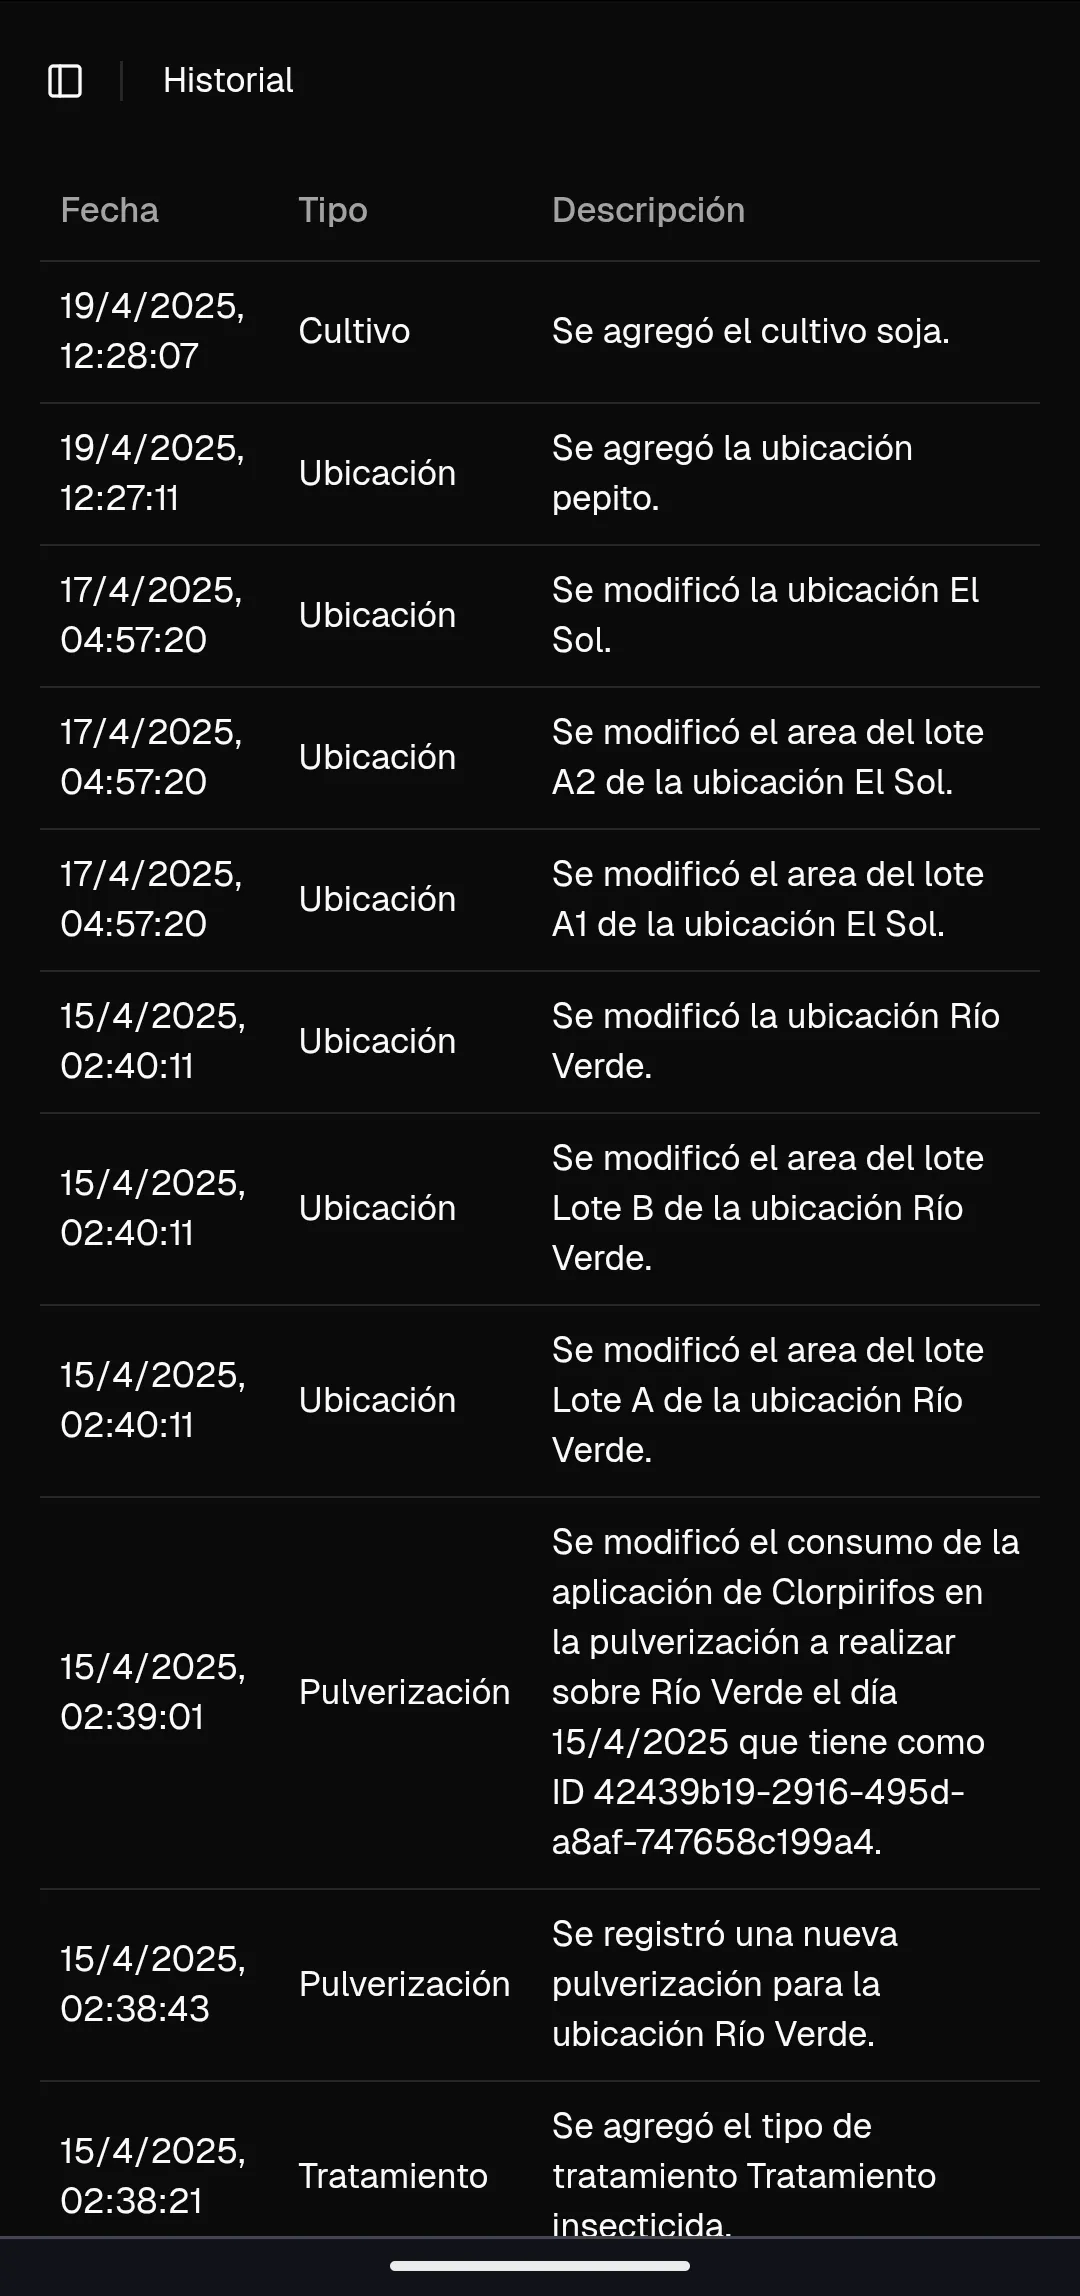 Historial
Fecha Tipo Descripción
19/4/2025,
12:28:07
Cultivo
Se agregó el cultivo soja.
19/4/2025,
12:27:11
Ubicación
Se agregó la ubicación
pepito.
17/4/2025,
04:57:20
Ubicación
Se modificó la ubicación El
Sol.
17/4/2025,
04:57:20
Ubicación
Se modificó el area del lote
A2 de la ubicación El Sol.
17/4/2025,
04:57:20
Ubicación
Se modificó el area del lote
A1 de la ubicación El Sol.
15/4/2025,
02:40:11
Ubicación
Se modificó la ubicación Río
Verde.
15/4/2025,
02:40:11
Ubicación
Se modificó el area del lote
Lote B de la ubicación Río
Verde.
15/4/2025,
02:40:11
Ubicación
Se modificó el area del lote
Lote A de la ubicación Río
Verde.
15/4/2025,
02:39:01
Pulverización
Se modificó el consumo de la
aplicación de Clorpirifos en
la pulverización a realizar
sobre Río Verde el día
15/4/2025 que tiene como
ID 42439b19-2916-495d-
a8af-747658c199a4.
15/4/2025,
02:38:43
Pulverización
Se registró una nueva
pulverización para la
ubicación Río Verde.
15/4/2025,
02:38:21
Tratamiento
Se agregó el tipo de
tratamiento Tratamiento
insecticida.